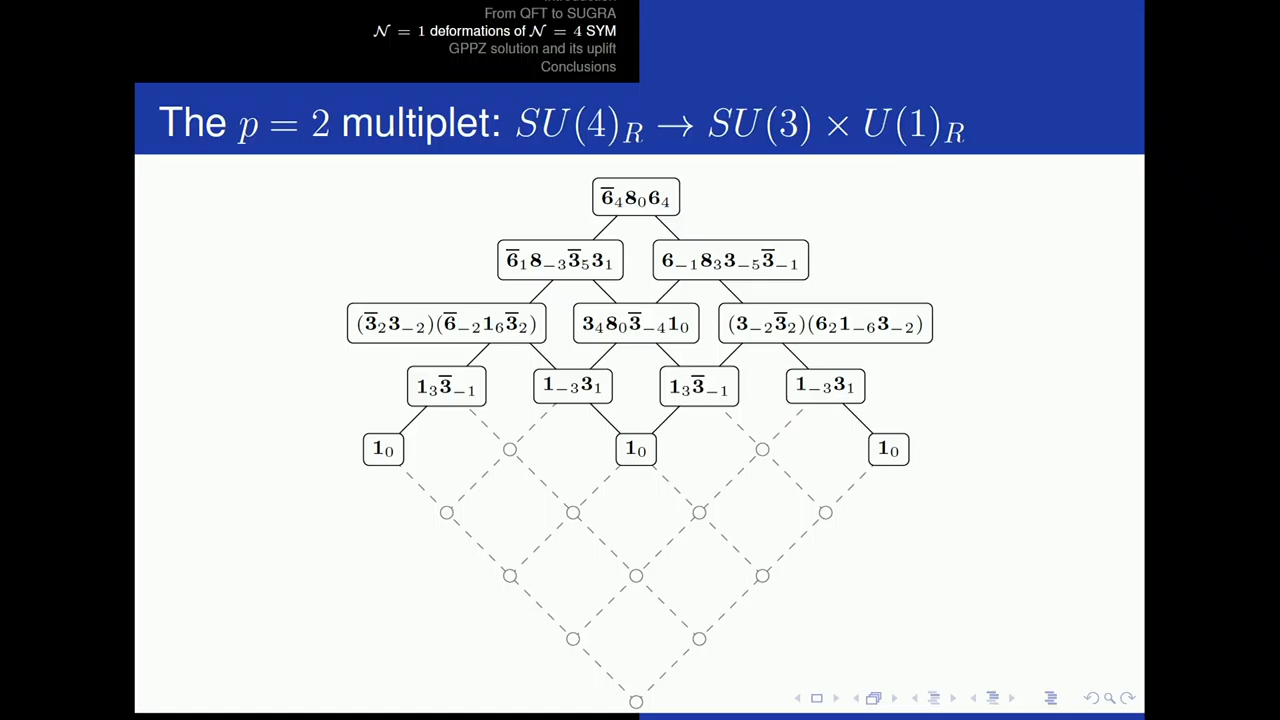 From QFT to SUGRA
𝒩 = 1 deformations of 𝒩 = 4 SYM
GPPZ solution and its uplift
Conclusions
The p = 2 multiplet: SU(4)_R → SU(3) × U(1)_R
6̅₄8₀6₄
6̅₁8₋₃3̅₅3₁ 6₋₁8₃3₋₅3̅₋₁
(3̅₂3₋₂)(6̅₋₂1₆3̅₂) 3₄8₀3̅₋₄1₀ (3₋₂3̅₂)(6₂1₋₆3₋₂)
1₃3̅₋₁ 1₋₃3₁ 1₃3̅₋₁ 1₋₃3₁
1₀ 1₀ 1₀